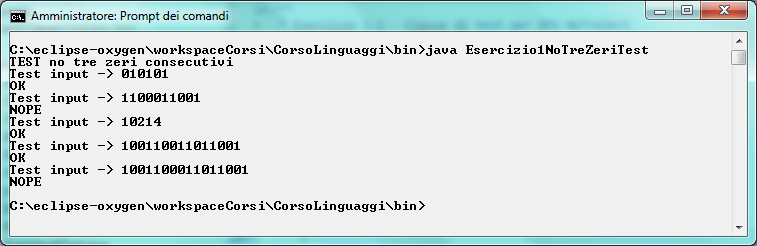 Amministratore: Prompt dei comandi
C:\eclipse-oxygen\workspaceCorsi\CorsoLinguaggi\bin>java Esercizio1NoTreZeriTest
TEST no tre zeri consecutivi
Test input -> 010101
OK
Test input -> 1100011001
NOPE
Test input -> 10214
OK
Test input -> 100110011011001
OK
Test input -> 1001100011011001
NOPE
C:\eclipse-oxygen\workspaceCorsi\CorsoLinguaggi\bin>